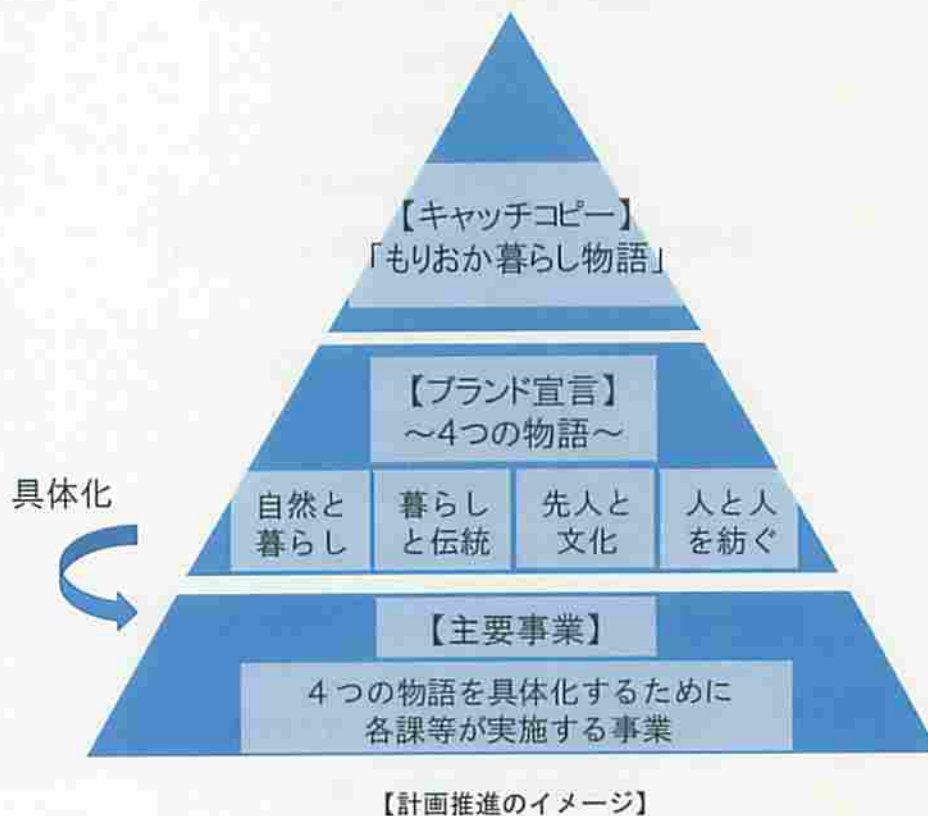 【キャッチコピー】
「もりおか暮らし物語」
【ブランド宣言】
～4つの物語～
具体化
自然と
暮らし
暮らし
と伝統
先人と
文化
人と人
を紡ぐ
【主要事業】
4つの物語を具体化するために
各課等が実施する事業
【計画推進のイメージ】